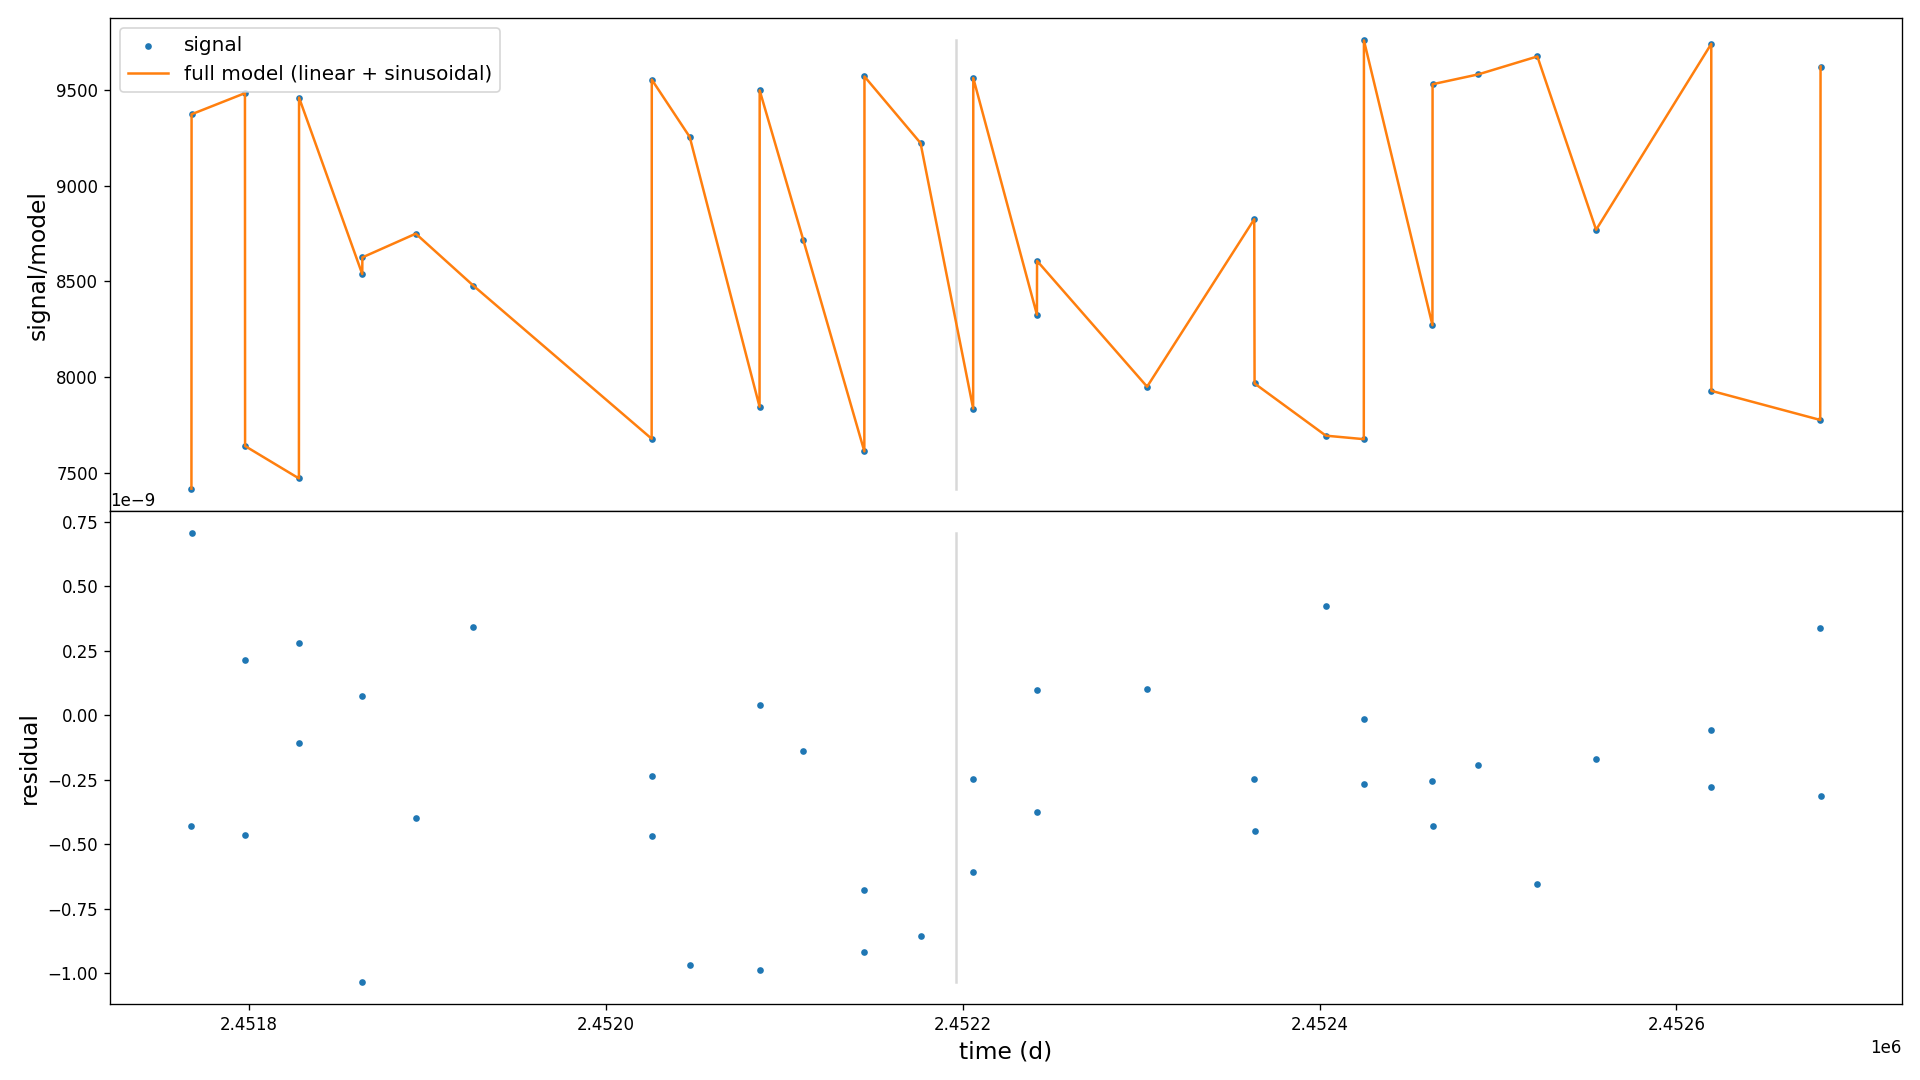 signal
full model (linear + sinusoidal)
signal/model
9500
9000
8500
8000
7500
1e−9
residual
0.75
0.50
0.25
0.00
−0.25
−0.50
−0.75
−1.00
2.4518
2.4520
2.4522
2.4524
2.4526
time (d)
1e6